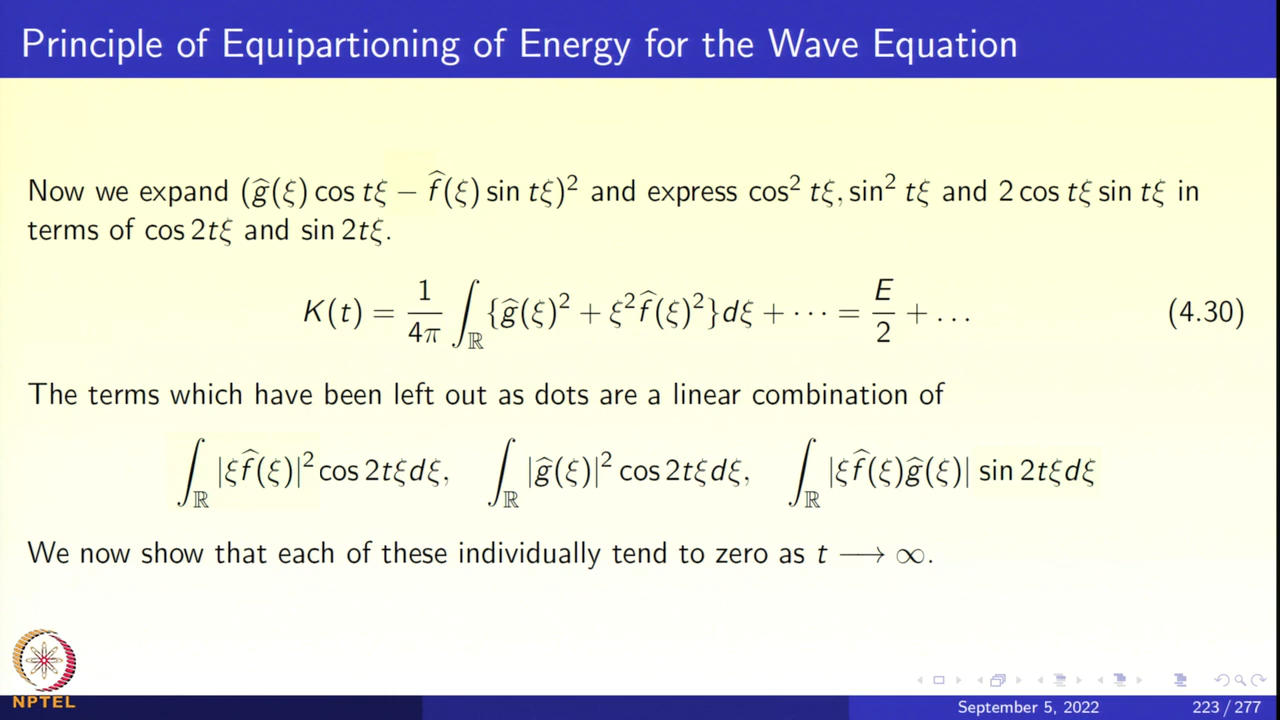 Principle of Equipartioning of Energy for the Wave Equation
Now we expand (ĝ(ξ) cos tξ − f̂(ξ) sin tξ)² and express cos² tξ, sin² tξ and 2 cos tξ sin tξ in
terms of cos 2tξ and sin 2tξ.
K(t) = 1/4π ∫_ℝ {ĝ(ξ)² + ξ²f̂(ξ)²}dξ + ⋯ = E/2 + … (4.30)
The terms which have been left out as dots are a linear combination of
∫_ℝ |ξf̂(ξ)|² cos 2tξdξ, ∫_ℝ |ĝ(ξ)|² cos 2tξdξ, ∫_ℝ |ξf̂(ξ)ĝ(ξ)| sin 2tξdξ
We now show that each of these individually tend to zero as t ⟶ ∞.
NPTEL
September 5, 2022 223 / 277